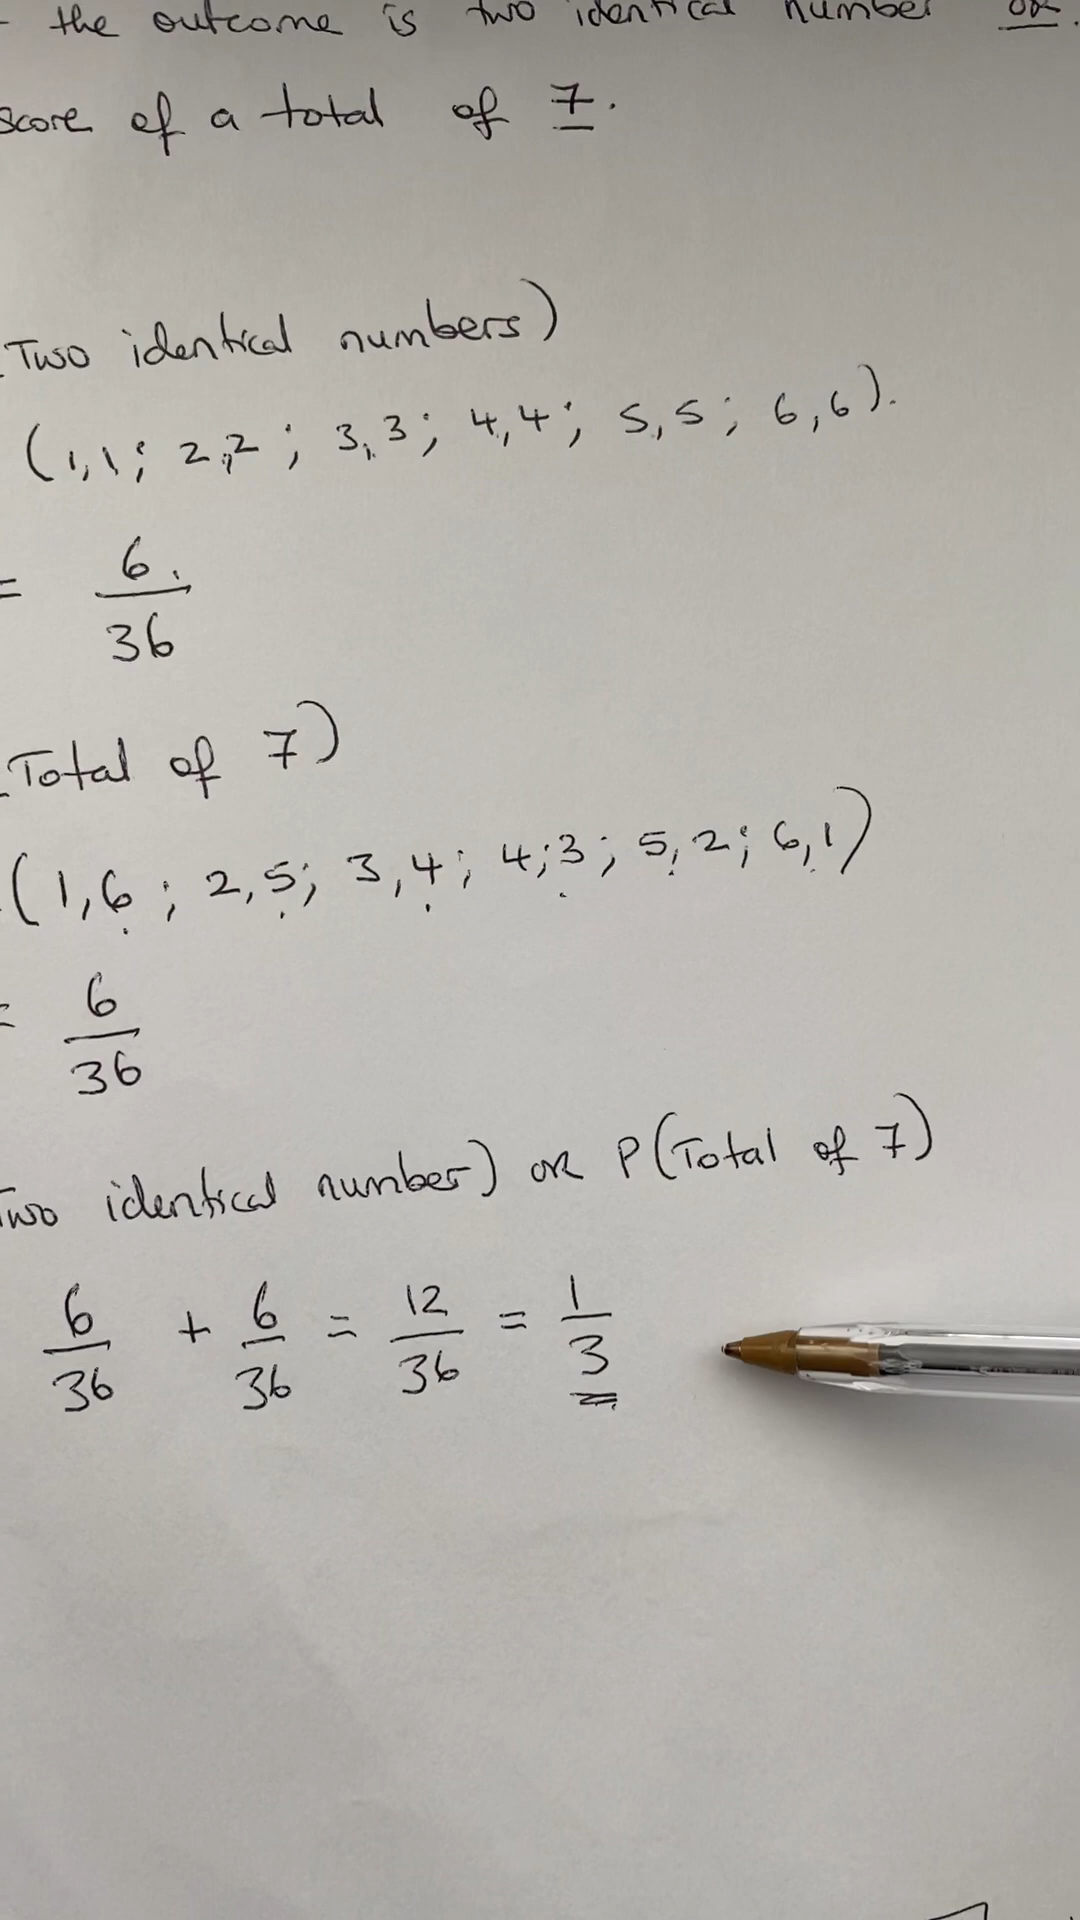 the outcome is two identical number or.
score of a total of 7.
Two identical numbers)
(1,1; 2,2; 3,3; 4,4; 5,5; 6,6).
= 6/36
Total of 7)
(1,6; 2,5; 3,4; 4;3; 5,2; 6,1)
= 6/36
Two identical number) or P(Total of 7)
6/36 + 6/36 = 12/36 = 1/3